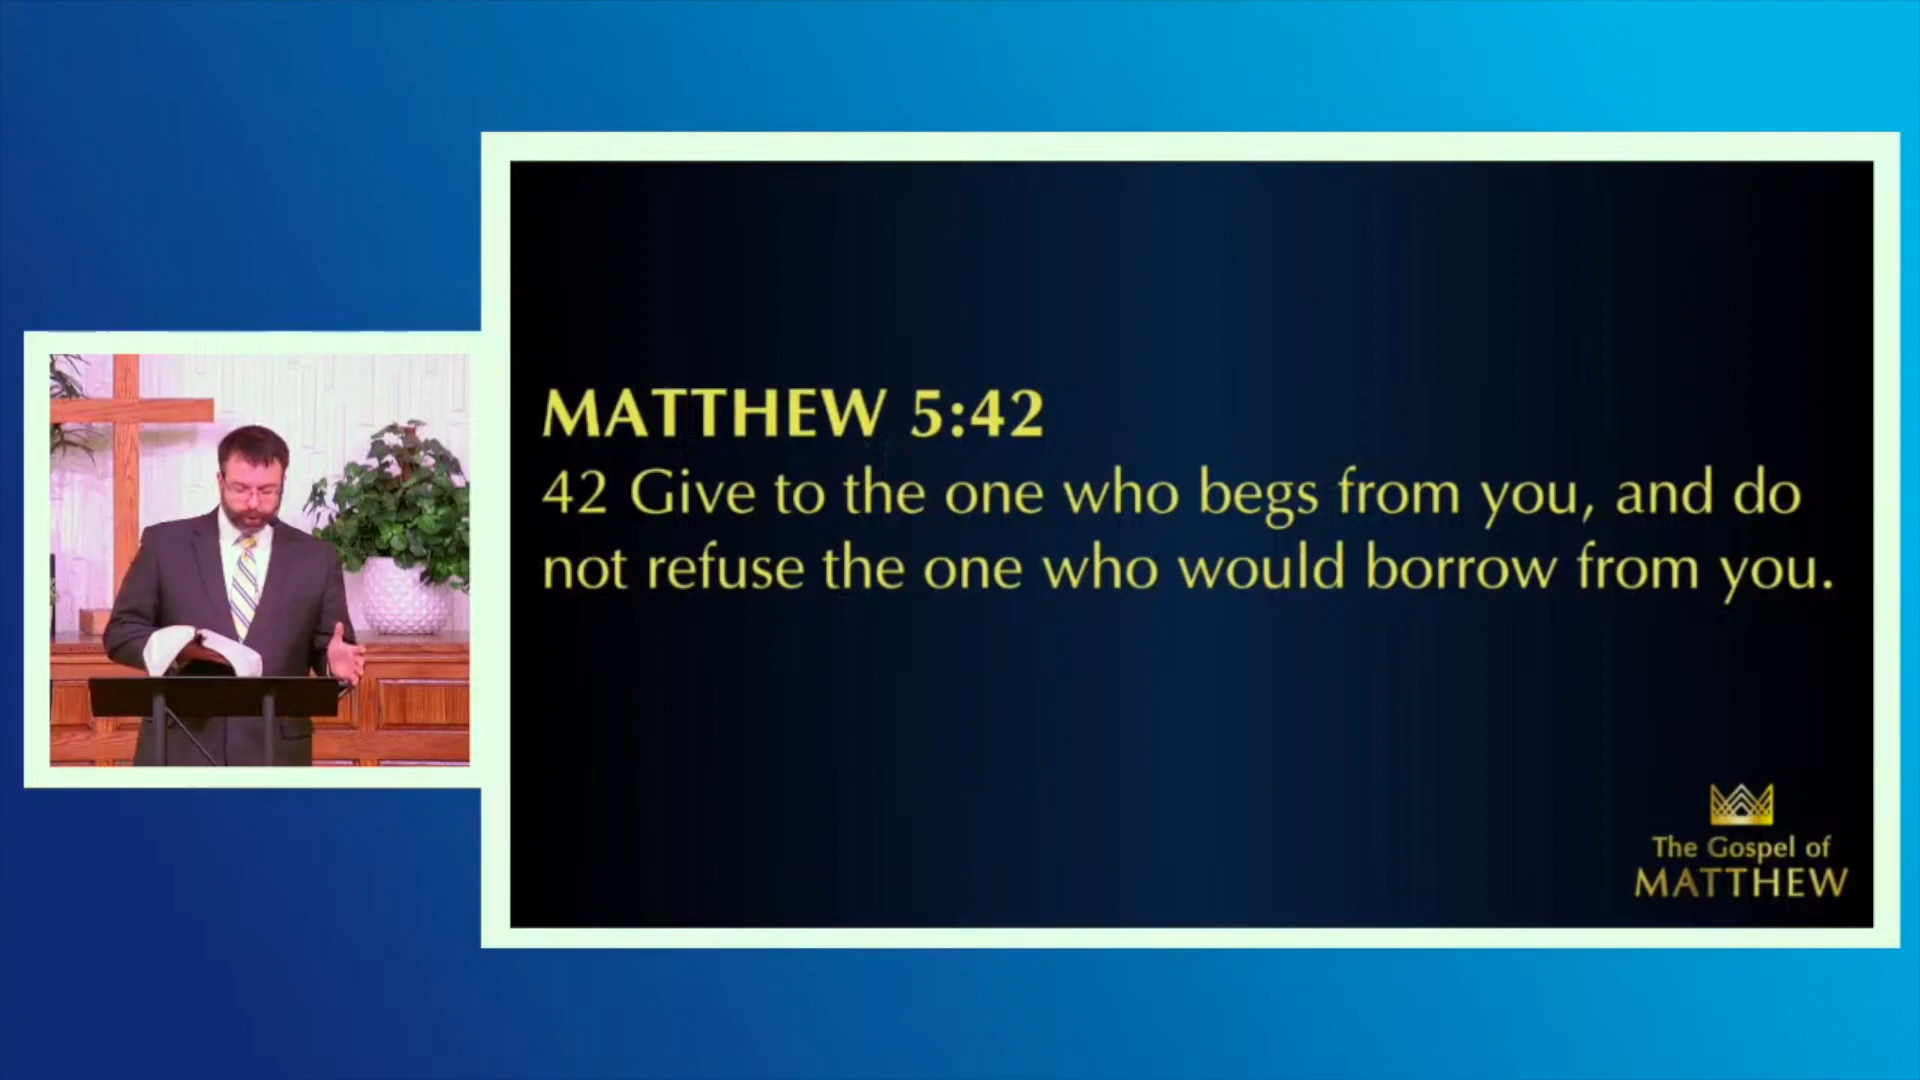 MATTHEW 5:42
42 Give to the one who begs from you, and do
not refuse the one who would borrow from you.
The Gospel of
MATTHEW